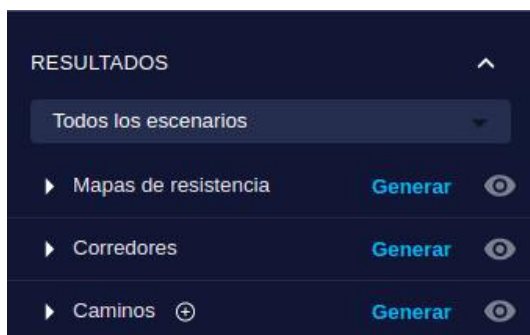 RESULTADOS
Todos los escenarios
Mapas de resistencia Generar
Corredores Generar
Caminos Generar